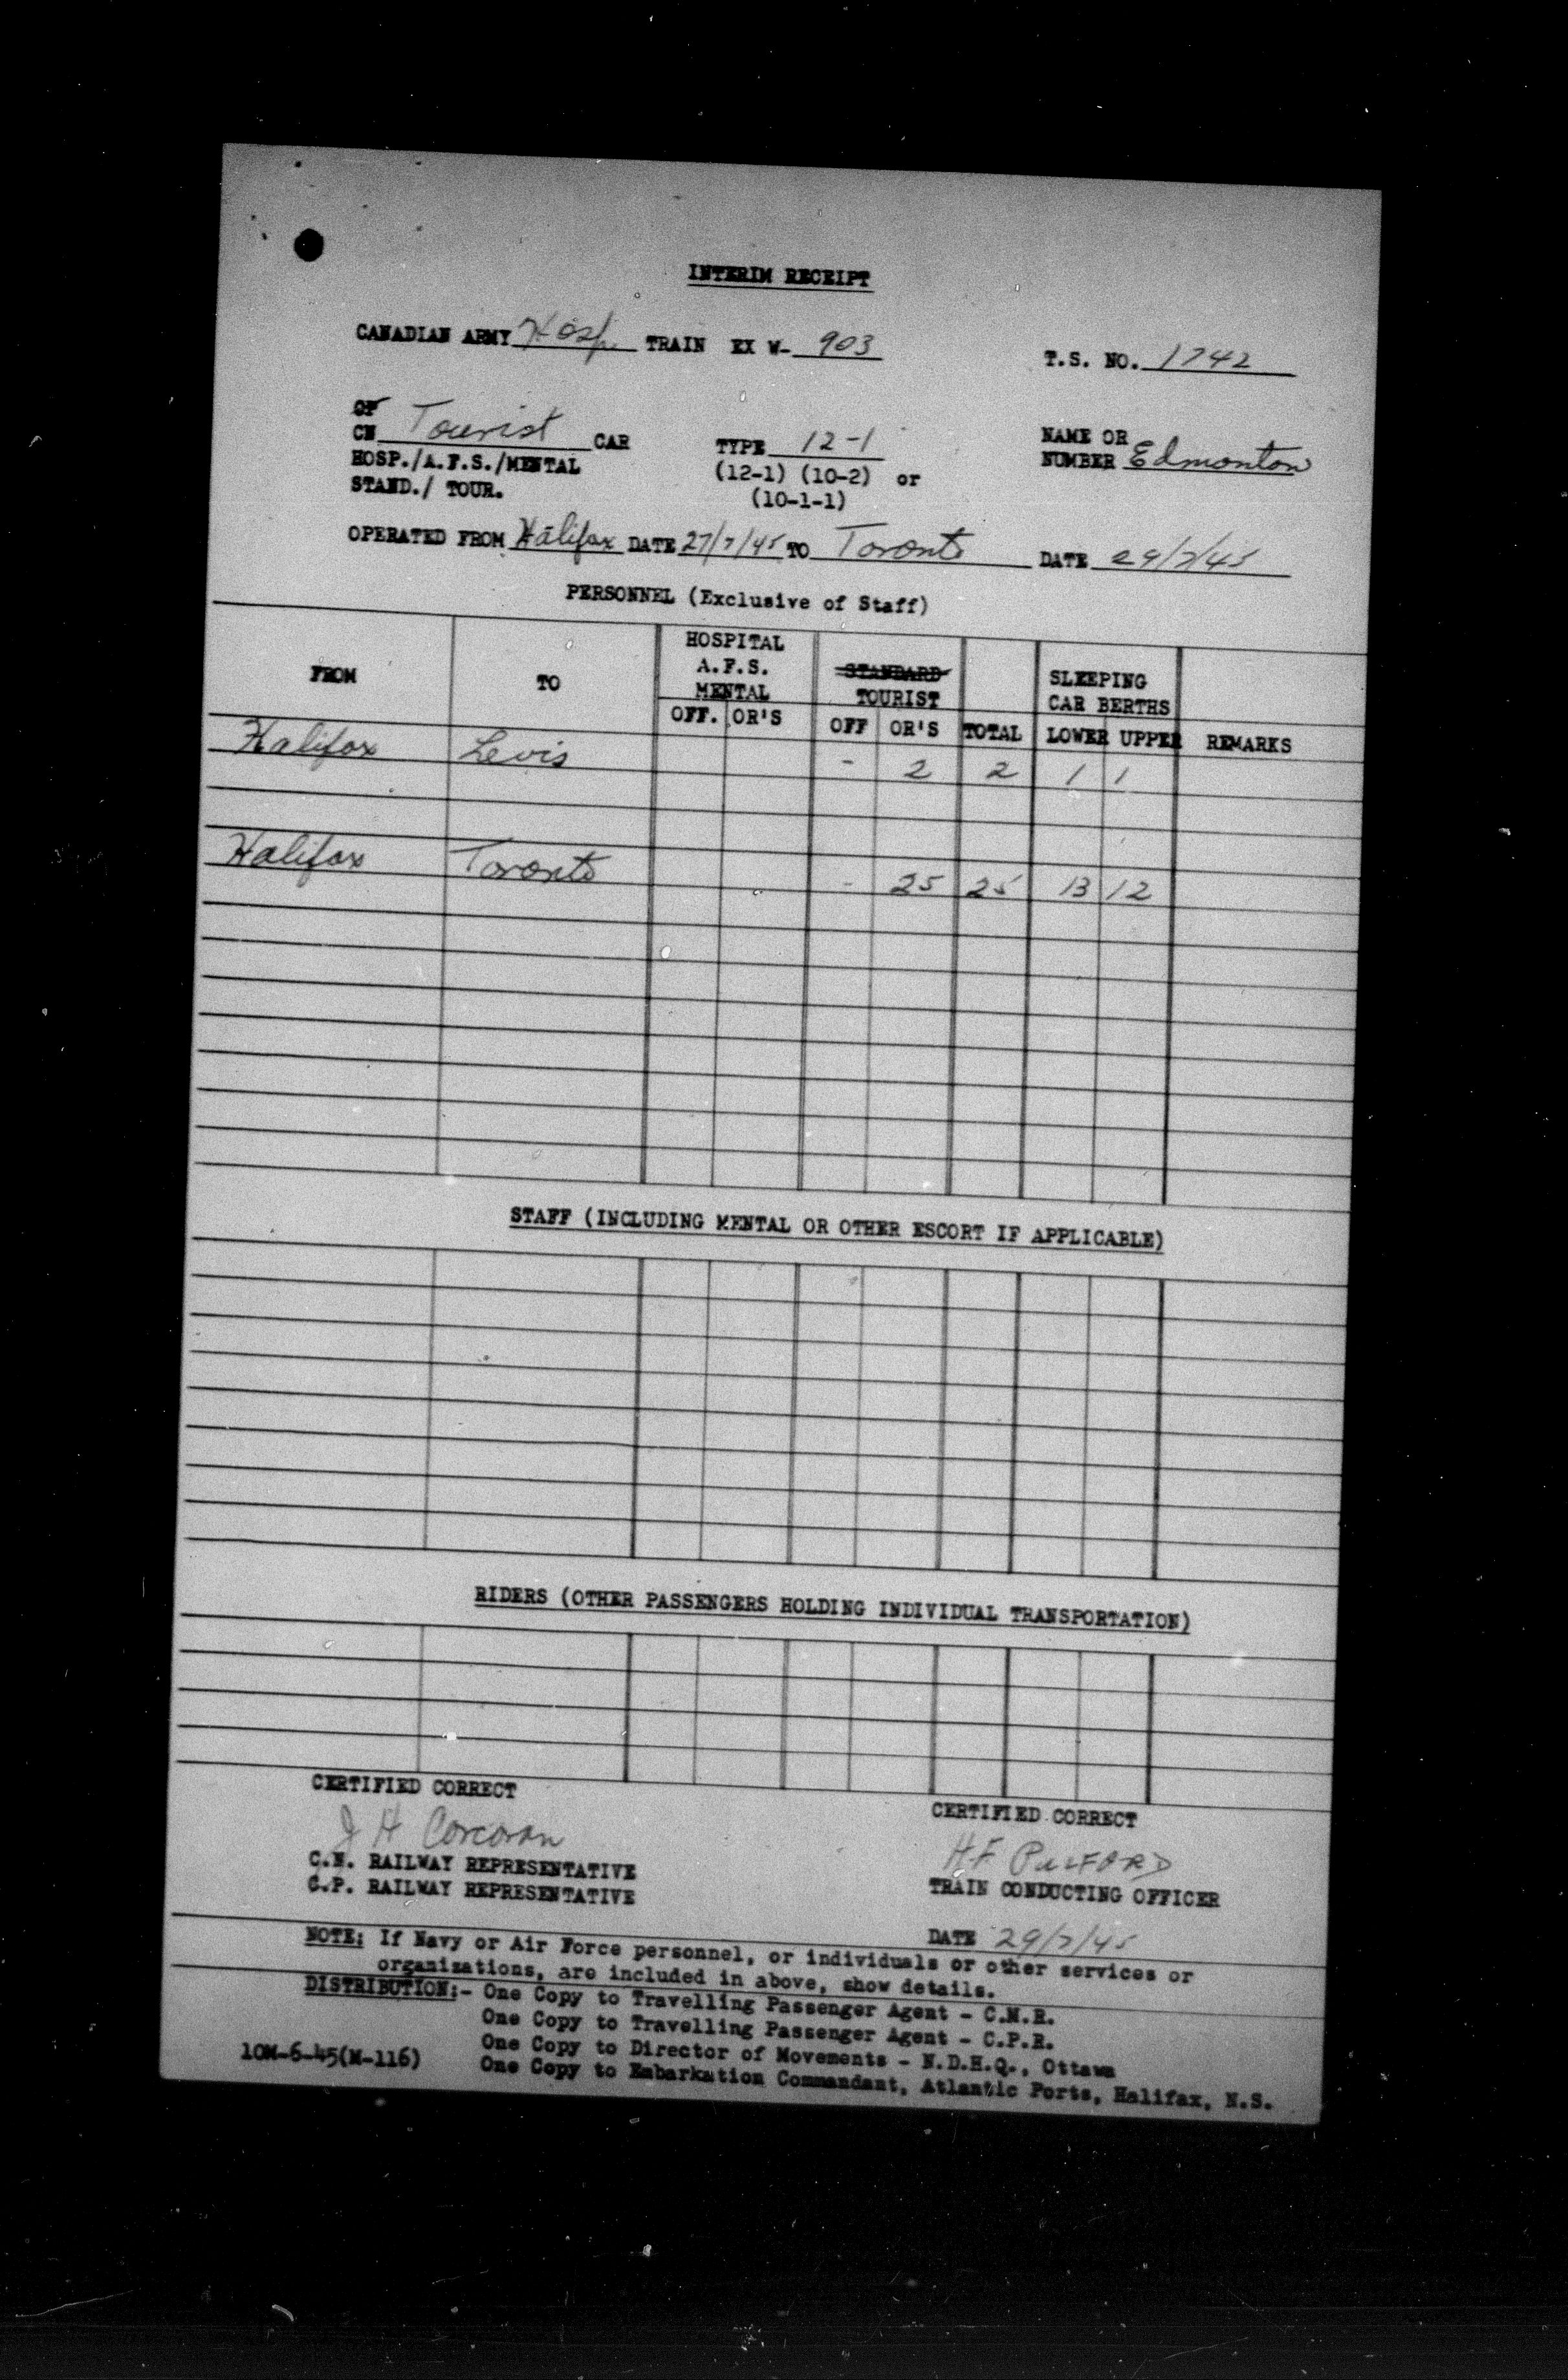 INTERIM RECEIPT
CANADIAN ARMY Hosp. TRAIN EX W- 903
T.S. NO. 1742
CP
CN Tourist CAR TYPE 12-1 NAME OR NUMBER Edmonton
HOSP./A.F.S./MENTAL (12-1) (10-2) or
STAND./ TOUR. (10-1-1)
OPERATED FROM Halifax DATE 27/7/45 TO Toronto DATE 29/7/45
PERSONNEL (Exclusive of Staff)
FROM TO HOSPITAL A.F.S. MENTAL STANDARD TOURIST SLEEPING CAR BERTHS
OFF. OR'S OFF OR'S TOTAL LOWER UPPER REMARKS
Halifax Levis - 2 2 1 1
Halifax Toronto - 25 25 13 12
STAFF (INCLUDING MENTAL OR OTHER ESCORT IF APPLICABLE)
RIDERS (OTHER PASSENGERS HOLDING INDIVIDUAL TRANSPORTATION)
CERTIFIED CORRECT
J H Corcoran
C.N. RAILWAY REPRESENTATIVE
C.P. RAILWAY REPRESENTATIVE
CERTIFIED CORRECT
HF PULFORD
TRAIN CONDUCTING OFFICER
DATE 29/7/45
NOTE: If Navy or Air Force personnel, or individuals or other services or
organizations, are included in above, show details.
DISTRIBUTION:- One Copy to Travelling Passenger Agent - C.N.R.
One Copy to Travelling Passenger Agent - C.P.R.
One Copy to Director of Movements - N.D.H.Q., Ottawa
One Copy to Embarkation Commandant, Atlantic Ports, Halifax, N.S.
10M-6-45(M-116)